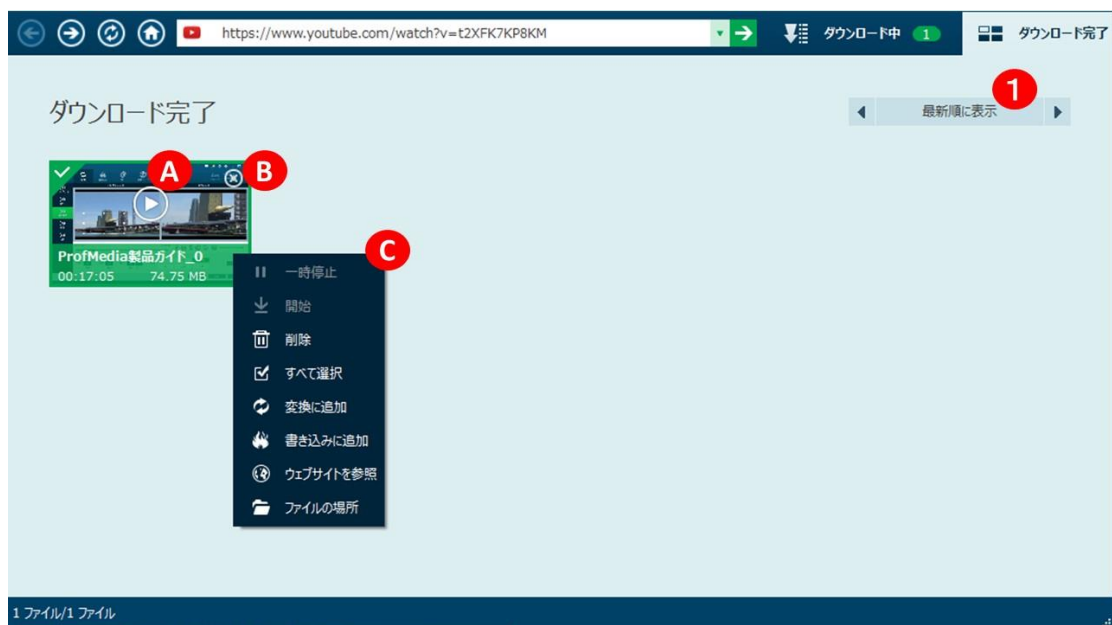 https://www.youtube.com/watch?v=t2XFK7KP8KM
ダウンロード中 1
ダウンロード完了
1
ダウンロード完了
最新順に表示
A
B
ProfMedia製品ガイド_0
00:17:05 74.75 MB
C
一時停止
開始
削除
すべて選択
変換に追加
書き込みに追加
ウェブサイトを参照
ファイルの場所
1 ファイル/1 ファイル